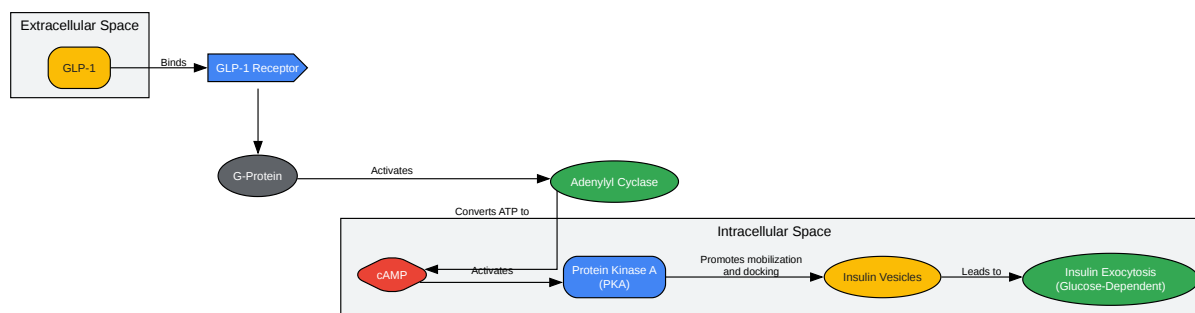 Extracellular Space
GLP-1
Binds
GLP-1 Receptor
G-Protein
Activates
Adenylyl Cyclase
Converts ATP to
Intracellular Space
cAMP
Activates
Protein Kinase A
(PKA)
Promotes mobilization
and docking
Insulin Vesicles
Leads to
Insulin Exocytosis
(Glucose-Dependent)